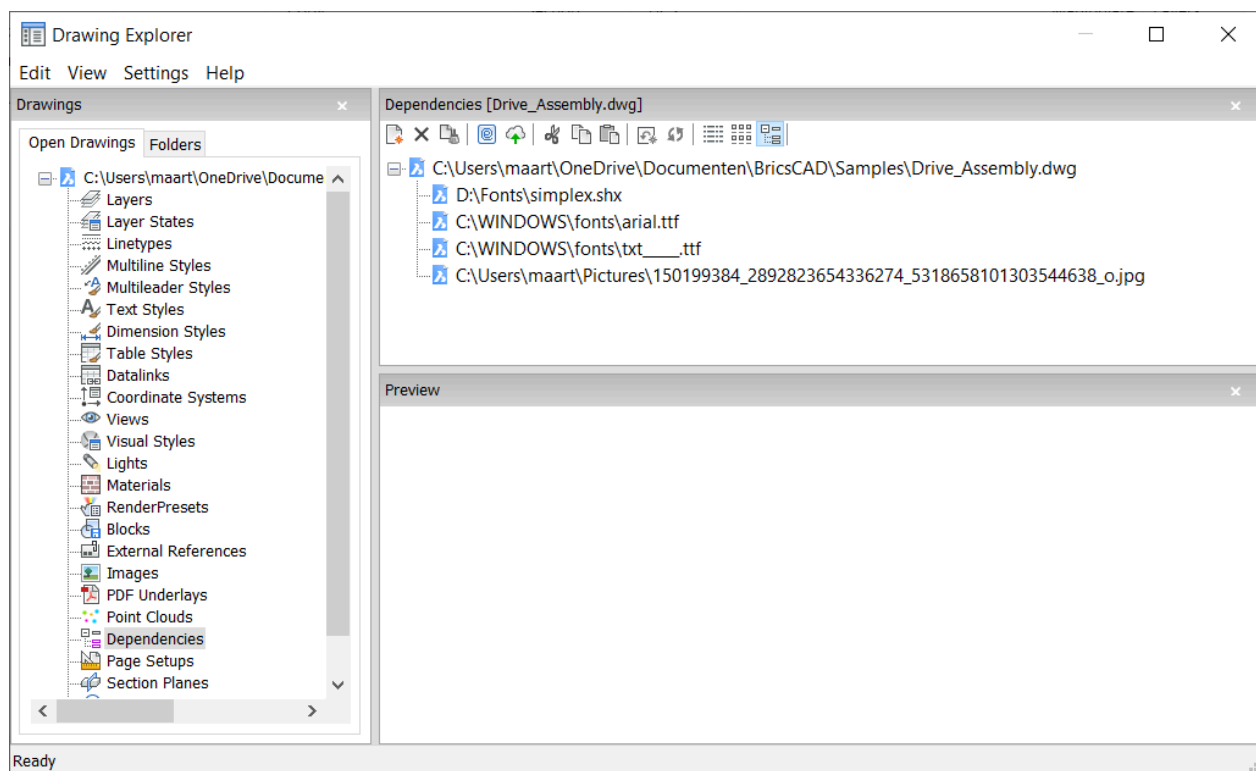 Drawing Explorer
Edit View Settings Help
Drawings
Open Drawings Folders
C:\Users\maart\OneDrive\Docume
Layers
Layer States
Linetypes
Multiline Styles
Multileader Styles
Text Styles
Dimension Styles
Table Styles
Datalinks
Coordinate Systems
Views
Visual Styles
Lights
Materials
RenderPresets
Blocks
External References
Images
PDF Underlays
Point Clouds
Dependencies
Page Setups
Section Planes
Dependencies [Drive_Assembly.dwg]
C:\Users\maart\OneDrive\Documenten\BricsCAD\Samples\Drive_Assembly.dwg
D:\Fonts\simplex.shx
C:\WINDOWS\fonts\arial.ttf
C:\WINDOWS\fonts\txt____.ttf
C:\Users\maart\Pictures\150199384_2892823654336274_5318658101303544638_o.jpg
Preview
Ready